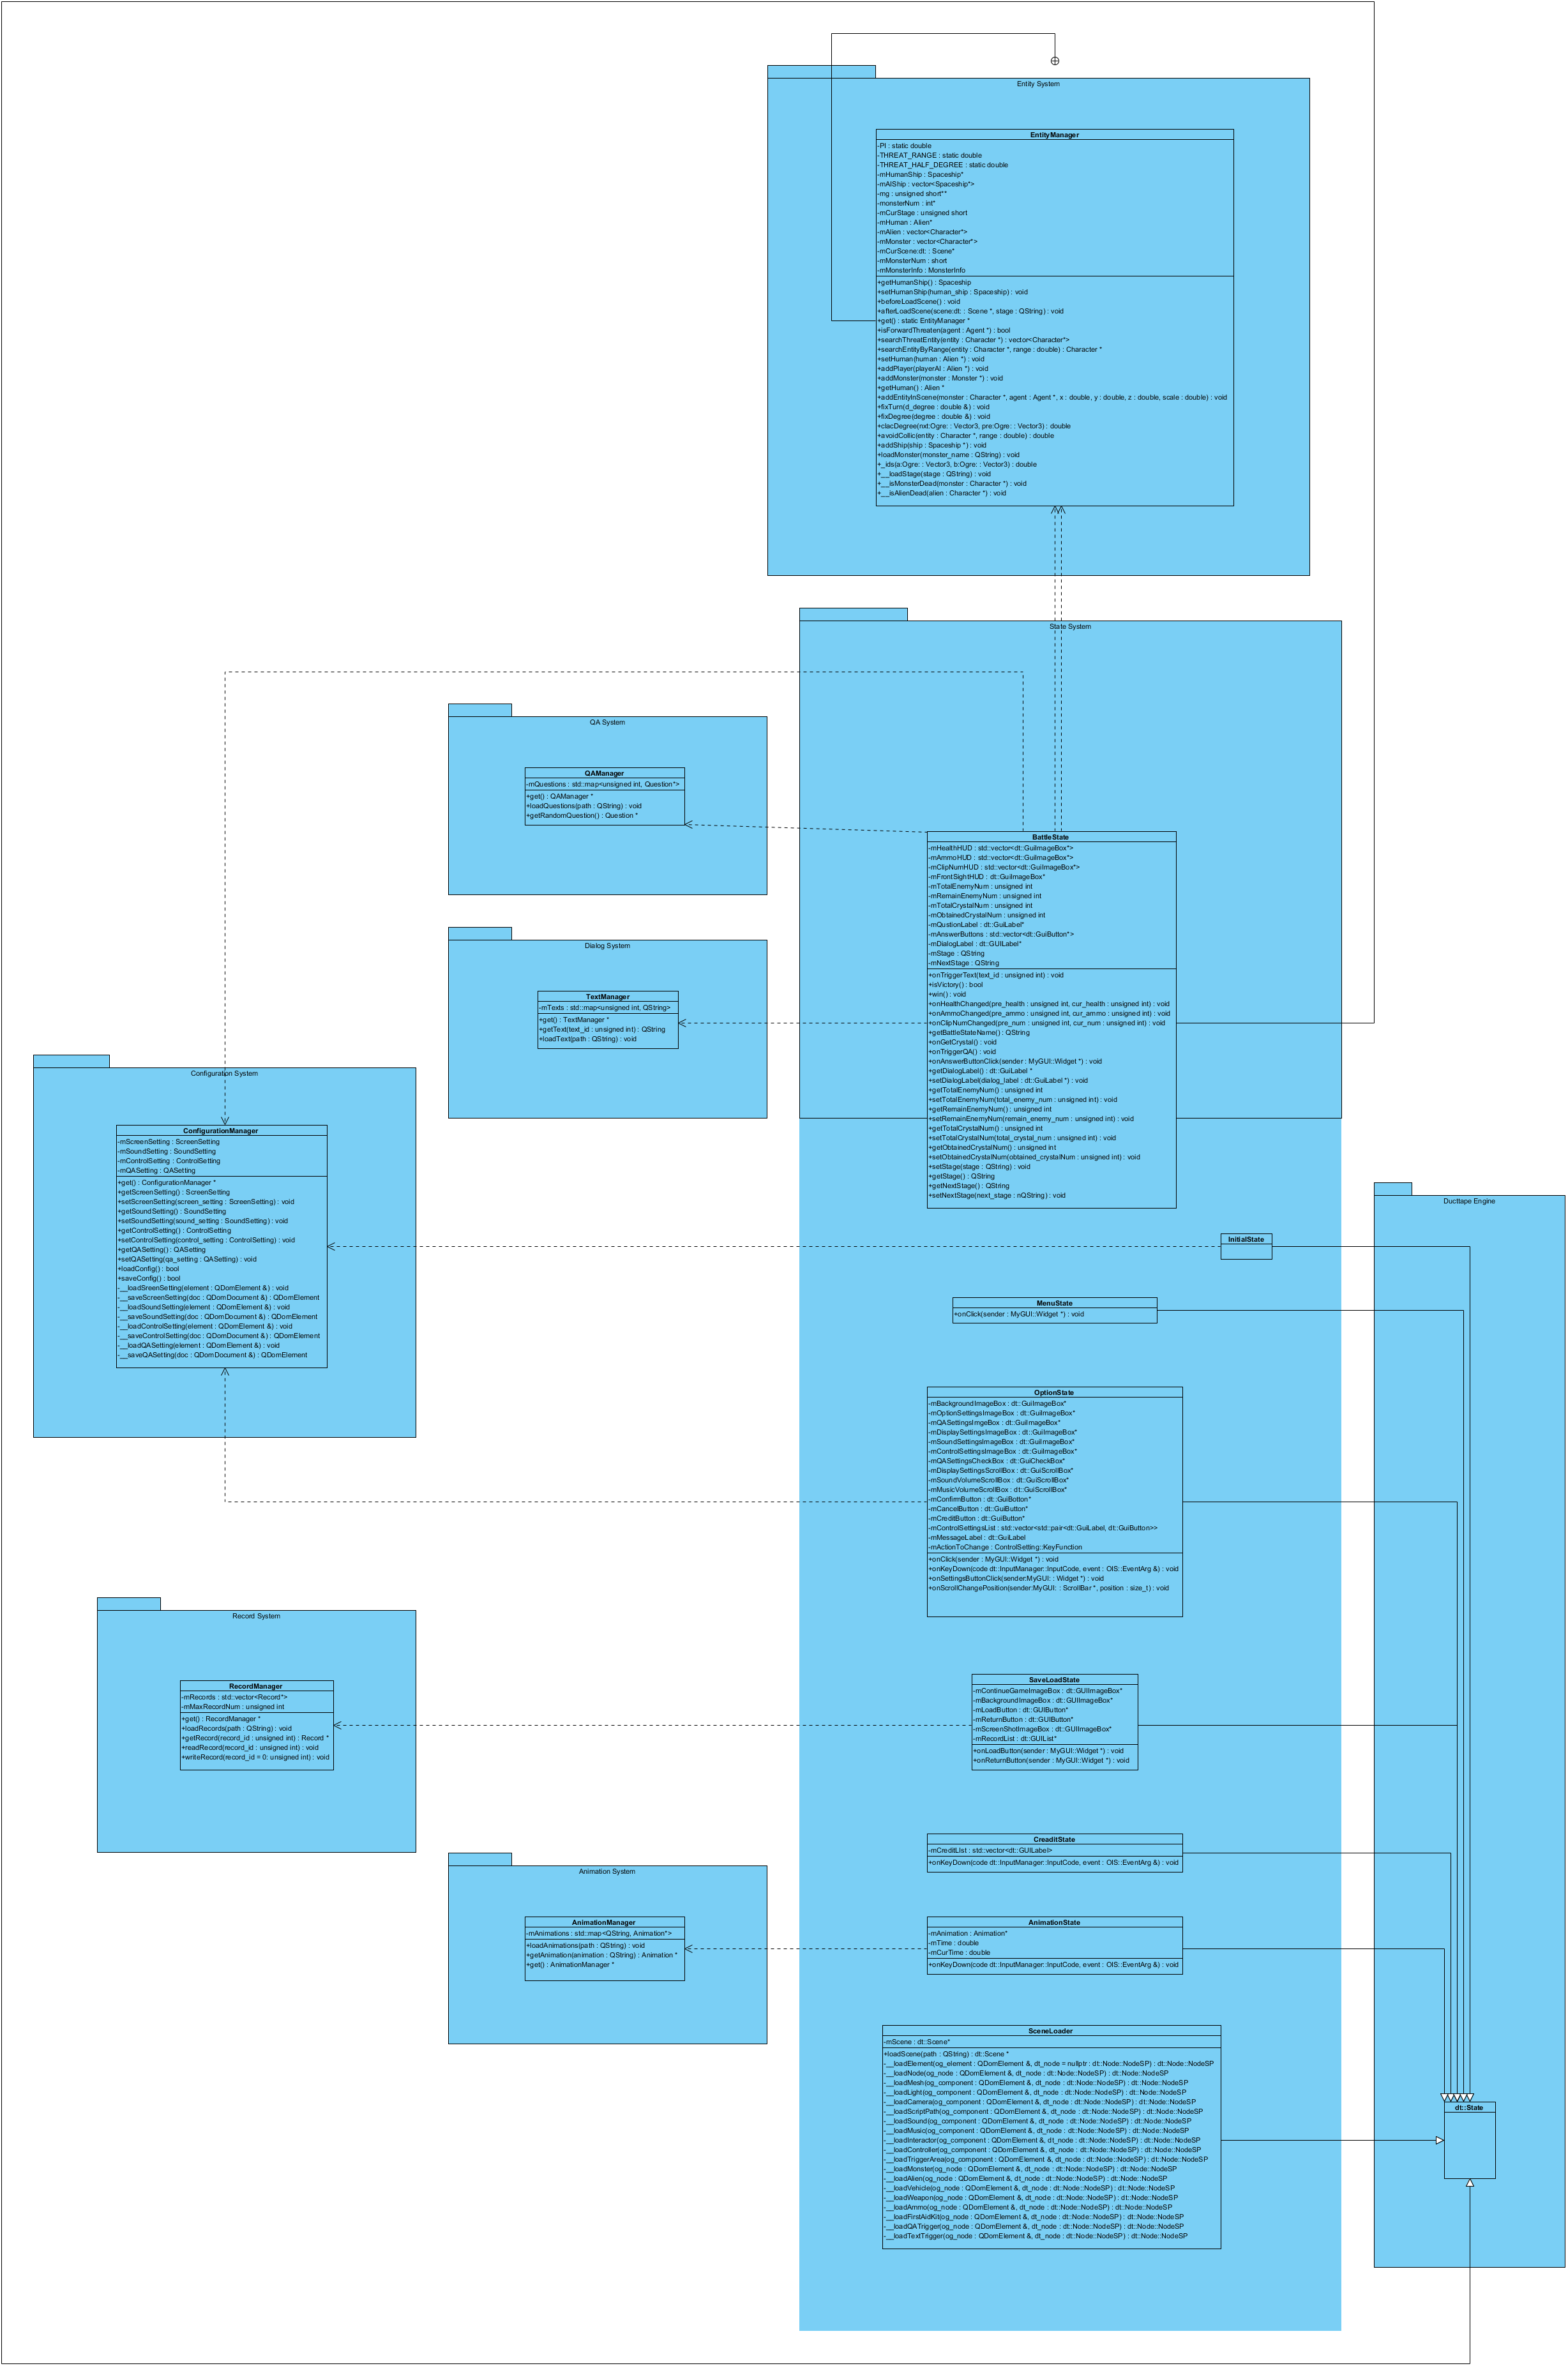 Entity System
EntityManager
-PI : static double
-THREAT_RANGE : static double
-THREAT_HALF_DEGREE : static double
-mHumanShip : Spaceship*
-mAIShip : vector<Spaceship*>
-mg : unsigned short**
-monsterNum : int*
-mCurStage : unsigned short
-mHuman : Alien*
-mAlien : vector<Character*>
-mMonster : vector<Character*>
-mCurScene:dt: : Scene*
-mMonsterNum : short
-mMonsterInfo : MonsterInfo
+getHumanShip() : Spaceship
+setHumanShip(human_ship : Spaceship) : void
+beforeLoadScene() : void
+afterLoadScene(scene:dt: : Scene *, stage : QString) : void
+get() : static EntityManager *
+isForwardThreaten(agent : Agent *) : bool
+searchThreatEntity(entity : Character *) : vector<Character*>
+searchEntityByRange(entity : Character *, range : double) : Character *
+setHuman(human : Alien *) : void
+addPlayer(playerAI : Alien *) : void
+addMonster(monster : Monster *) : void
+getHuman() : Alien *
+addEntityInScene(monster : Character *, agent : Agent *, x : double, y : double, z : double, scale : double) : void
+fixTurn(d_degree : double &) : void
+fixDegree(degree : double &) : void
+clacDegree(nxt:Ogre: : Vector3, pre:Ogre: : Vector3) : double
+avoidCollic(entity : Character *, range : double) : double
+addShip(ship : Spaceship *) : void
+loadMonster(monster_name : QString) : void
+_ids(a:Ogre: : Vector3, b:Ogre: : Vector3) : double
+__loadStage(stage : QString) : void
+__isMonsterDead(monster : Character *) : void
+__isAlienDead(alien : Character *) : void
State System
QA System
QAManager
-mQuestions : std::map<unsigned int, Question*>
+get() : QAManager *
+loadQuestions(path : QString) : void
+getRandomQuestion() : Question *
BattleState
-mHealthHUD : std::vector<dt::GuiImageBox*>
-mAmmoHUD : std::vector<dt::GuiImageBox*>
-mClipNumHUD : std::vector<dt::GuiImageBox*>
-mFrontSightHUD : dt::GuiImageBox*
-mTotalEnemyNum : unsigned int
-mRemainEnemyNum : unsigned int
-mTotalCrystalNum : unsigned int
-mObtainedCrystalNum : unsigned int
-mQustionLabel : dt::GuiLabel*
-mAnswerButtons : std::vector<dt::GuiButton*>
-mDialogLabel : dt::GUILabel*
-mStage : QString
-mNextStage : QString
+onTriggerText(text_id : unsigned int) : void
+isVictory() : bool
+win() : void
+onHealthChanged(pre_health : unsigned int, cur_health : unsigned int) : void
+onAmmoChanged(pre_ammo : unsigned int, cur_ammo : unsigned int) : void
+onClipNumChanged(pre_num : unsigned int, cur_num : unsigned int) : void
+getBattleStateName() : QString
+onGetCrystal() : void
+onTriggerQA() : void
+onAnswerButtonClick(sender : MyGUI::Widget *) : void
+getDialogLabel() : dt::GuiLabel *
+setDialogLabel(dialog_label : dt::GuiLabel *) : void
+getTotalEnemyNum() : unsigned int
+setTotalEnemyNum(total_enemy_num : unsigned int) : void
+getRemainEnemyNum() : unsigned int
+setRemainEnemyNum(remain_enemy_num : unsigned int) : void
+getTotalCrystalNum() : unsigned int
+setTotalCrystalNum(total_crystal_num : unsigned int) : void
+getObtainedCrystalNum() : unsigned int
+setObtainedCrystalNum(obtained_crystalNum : unsigned int) : void
+setStage(stage : QString) : void
+getStage() : QString
+getNextStage() : QString
+setNextStage(next_stage : nQString) : void
Dialog System
TextManager
-mTexts : std::map<unsigned int, QString>
+get() : TextManager *
+getText(text_id : unsigned int) : QString
+loadText(path : QString) : void
Configuration System
ConfigurationManager
-mScreenSetting : ScreenSetting
-mSoundSetting : SoundSetting
-mControlSetting : ControlSetting
-mQASetting : QASetting
+get() : ConfigurationManager *
+getScreenSetting() : ScreenSetting
+setScreenSetting(screen_setting : ScreenSetting) : void
+getSoundSetting() : SoundSetting
+setSoundSetting(sound_setting : SoundSetting) : void
+getControlSetting() : ControlSetting
+setControlSetting(control_setting : ControlSetting) : void
+getQASetting() : QASetting
+setQASetting(qa_setting : QASetting) : void
+loadConfig() : bool
+saveConfig() : bool
-__loadSreenSetting(element : QDomElement &) : void
-__saveScreenSetting(doc : QDomDocument &) : QDomElement
-__loadSoundSetting(element : QDomElement &) : void
-__saveSoundSetting(doc : QDomDocument &) : QDomElement
-__loadControlSetting(element : QDomElement &) : void
-__saveControlSetting(doc : QDomDocument &) : QDomElement
-__loadQASetting(element : QDomElement &) : void
-__saveQASetting(doc : QDomDocument &) : QDomElement
Ducttape Engine
InitialState
MenuState
+onClick(sender : MyGUI::Widget *) : void
OptionState
-mBackgroundImageBox : dt::GuiImageBox*
-mOptionSettingsImageBox : dt::GuiImageBox*
-mQASettingsImgeBox : dt::GuiImageBox*
-mDisplaySettingsImageBox : dt::GuiImageBox*
-mSoundSettingsImageBox : dt::GuiImageBox*
-mControlSettingsImageBox : dt::GuiImageBox*
-mQASettingsCheckBox : dt::GuiCheckBox*
-mDisplaySettingsScrollBox : dt::GuiScrollBox*
-mSoundVolumeScrollBox : dt::GuiScrollBox*
-mMusicVolumeScrollBox : dt::GuiScrollBox*
-mConfirmButton : dt::GuiBotton*
-mCancelButton : dt::GuiButton*
-mCreditButton : dt::GuiButton*
-mControlSettingsList : std::vector<std::pair<dt::GuiLabel, dt::GuiButton>>
-mMessageLabel : dt::GuiLabel
-mActionToChange : ControlSetting::KeyFunction
+onClick(sender : MyGUI::Widget *) : void
+onKeyDown(code dt::InputManager::InputCode, event : OIS::EventArg &) : void
+onSettingsButtonClick(sender:MyGUI: : Widget *) : void
+onScrollChangePosition(sender:MyGUI: : ScrollBar *, position : size_t) : void
Record System
RecordManager
-mRecords : std::vector<Record*>
-mMaxRecordNum : unsigned int
+get() : RecordManager *
+loadRecords(path : QString) : void
+getRecord(record_id : unsigned int) : Record *
+readRecord(record_id : unsigned int) : void
+writeRecord(record_id = 0: unsigned int) : void
SaveLoadState
-mContinueGameImageBox : dt::GUIImageBox*
-mBackgroundImageBox : dt::GUIImageBox*
-mLoadButton : dt::GUIButton*
-mReturnButton : dt::GUIButton*
-mScreenShotImageBox : dt::GUIImageBox*
-mRecordList : dt::GUIList*
+onLoadButton(sender : MyGUI::Widget *) : void
+onReturnButton(sender : MyGUI::Widget *) : void
CreaditState
-mCreditLIst : std::vector<dt::GUILabel>
+onKeyDown(code dt::InputManager::InputCode, event : OIS::EventArg &) : void
Animation System
AnimationManager
-mAnimations : std::map<QString, Animation*>
+loadAnimations(path : QString) : void
+getAnimation(animation : QString) : Animation *
+get() : AnimationManager *
AnimationState
-mAnimation : Animation*
-mTime : double
-mCurTime : double
+onKeyDown(code dt::InputManager::InputCode, event : OIS::EventArg &) : void
SceneLoader
-mScene : dt::Scene*
+loadScene(path : QString) : dt::Scene *
-__loadElement(og_element : QDomElement &, dt_node = nullptr : dt::Node::NodeSP) : dt::Node::NodeSP
-__loadNode(og_node : QDomElement &, dt_node : dt::Node::NodeSP) : dt::Node::NodeSP
-__loadMesh(og_component : QDomElement &, dt_node : dt::Node::NodeSP) : dt::Node::NodeSP
-__loadLight(og_component : QDomElement &, dt_node : dt::Node::NodeSP) : dt::Node::NodeSP
-__loadCamera(og_component : QDomElement &, dt_node : dt::Node::NodeSP) : dt::Node::NodeSP
-__loadScriptPath(og_component : QDomElement &, dt_node : dt::Node::NodeSP) : dt::Node::NodeSP
-__loadSound(og_component : QDomElement &, dt_node : dt::Node::NodeSP) : dt::Node::NodeSP
-__loadMusic(og_component : QDomElement &, dt_node : dt::Node::NodeSP) : dt::Node::NodeSP
-__loadInteractor(og_component : QDomElement &, dt_node : dt::Node::NodeSP) : dt::Node::NodeSP
-__loadController(og_component : QDomElement &, dt_node : dt::Node::NodeSP) : dt::Node::NodeSP
-__loadTriggerArea(og_component : QDomElement &, dt_node : dt::Node::NodeSP) : dt::Node::NodeSP
-__loadMonster(og_node : QDomElement &, dt_node : dt::Node::NodeSP) : dt::Node::NodeSP
-__loadAlien(og_node : QDomElement &, dt_node : dt::Node::NodeSP) : dt::Node::NodeSP
-__loadVehicle(og_node : QDomElement &, dt_node : dt::Node::NodeSP) : dt::Node::NodeSP
-__loadWeapon(og_node : QDomElement &, dt_node : dt::Node::NodeSP) : dt::Node::NodeSP
-__loadAmmo(og_node : QDomElement &, dt_node : dt::Node::NodeSP) : dt::Node::NodeSP
-__loadFirstAidKit(og_node : QDomElement &, dt_node : dt::Node::NodeSP) : dt::Node::NodeSP
-__loadQATrigger(og_node : QDomElement &, dt_node : dt::Node::NodeSP) : dt::Node::NodeSP
-__loadTextTrigger(og_node : QDomElement &, dt_node : dt::Node::NodeSP) : dt::Node::NodeSP
dt::State